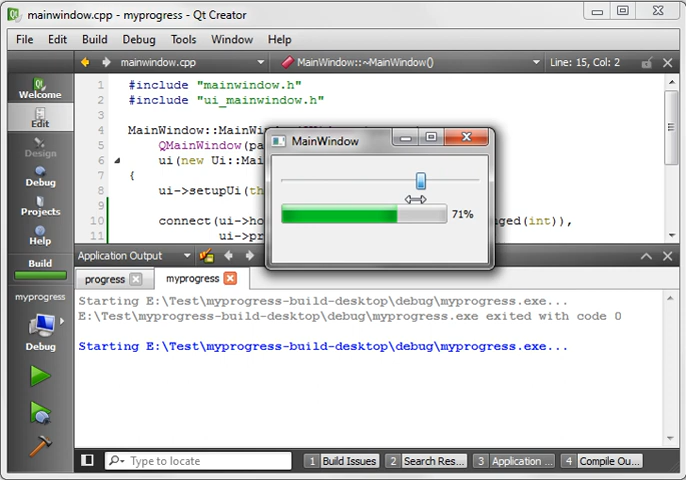 mainwindow.cpp - myprogress - Qt Creator
File Edit Build Debug Tools Window Help
mainwindow.cpp MainWindow::~MainWindow() Line: 15, Col: 2
Welcome
Edit
Design
Debug
Projects
Help
Build
myprogress
Debug
1 #include "mainwindow.h"
2 #include "ui_mainwindow.h"
3
4 MainWindow::MainWind
5 QMainWindow(pa
6 ui(new Ui::Mai
7 {
8 ui->setupUi(th
9
10 connect(ui->ho nged(int)),
11 ui->pr
MainWindow
71%
Application Output
progress myprogress
Starting E:\Test\myprogress-build-desktop\debug\myprogress.exe...
E:\Test\myprogress-build-desktop\debug\myprogress.exe exited with code 0
Starting E:\Test\myprogress-build-desktop\debug\myprogress.exe...
Type to locate 1 Build Issues 2 Search Res... 3 Application ... 4 Compile Ou...